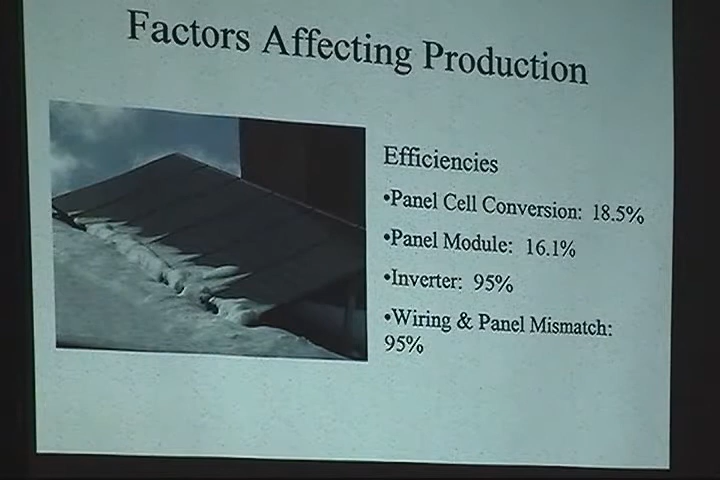 Factors Affecting Production
Efficiencies
•Panel Cell Conversion: 18.5%
•Panel Module: 16.1%
•Inverter: 95%
•Wiring & Panel Mismatch:
95%